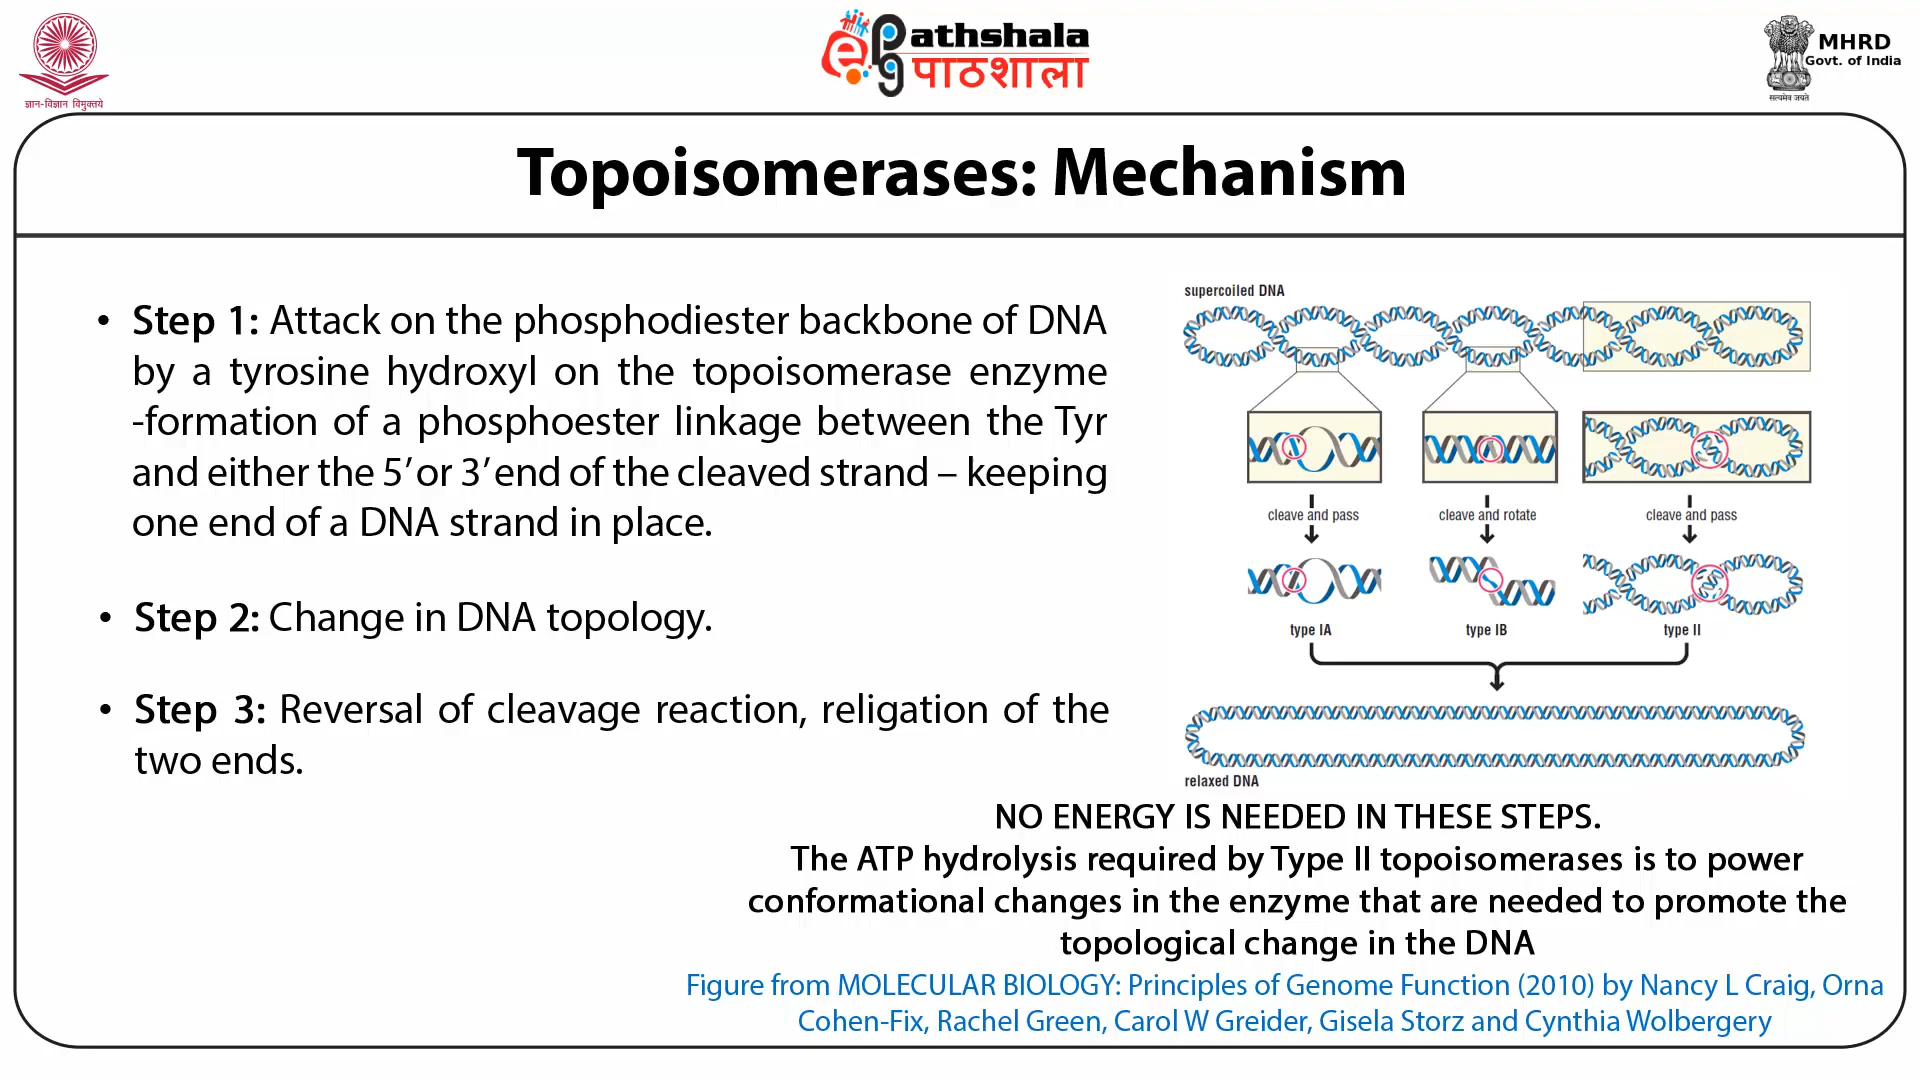 ज्ञान-विज्ञान विमुक्तये
ePathshala
पाठशाला
MHRD
Govt. of India
सत्यमेव जयते
Topoisomerases: Mechanism
• Step 1: Attack on the phosphodiester backbone of DNA
by a tyrosine hydroxyl on the topoisomerase enzyme
-formation of a phosphoester linkage between the Tyr
and either the 5’ or 3’ end of the cleaved strand – keeping
one end of a DNA strand in place.
• Step 2: Change in DNA topology.
• Step 3: Reversal of cleavage reaction, religation of the
two ends.
supercoiled DNA
cleave and pass
cleave and rotate
cleave and pass
type IA
type IB
type II
relaxed DNA
NO ENERGY IS NEEDED IN THESE STEPS.
The ATP hydrolysis required by Type II topoisomerases is to power
conformational changes in the enzyme that are needed to promote the
topological change in the DNA
Figure from MOLECULAR BIOLOGY: Principles of Genome Function (2010) by Nancy L Craig, Orna
Cohen-Fix, Rachel Green, Carol W Greider, Gisela Storz and Cynthia Wolbergery